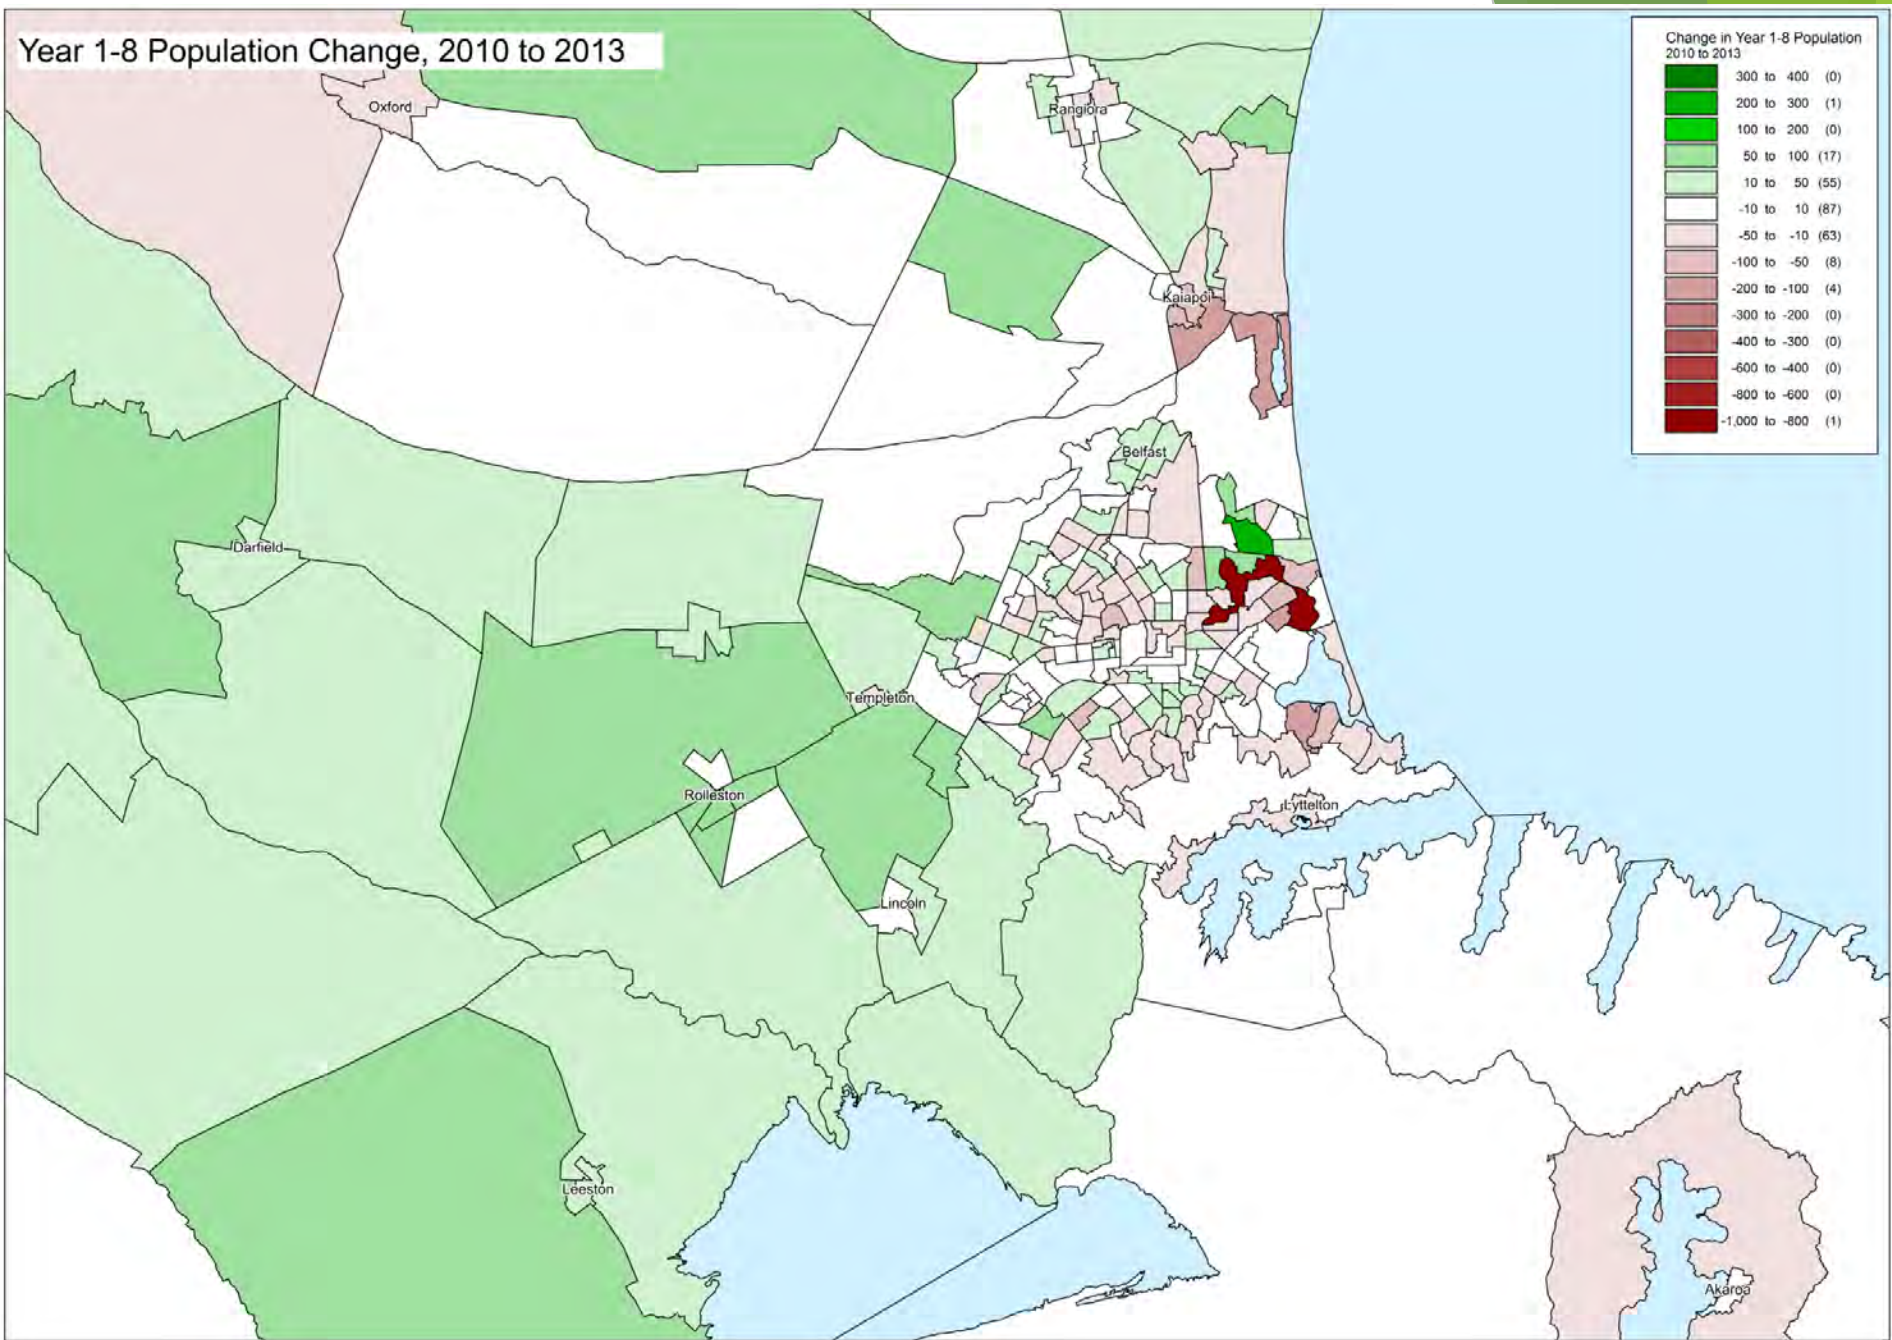 Year 1-8 Population Change, 2010 to 2013
Change in Year 1-8 Population
2010 to 2013
300 to 400 (0)
200 to 300 (1)
100 to 200 (0)
50 to 100 (17)
10 to 50 (55)
-10 to 10 (87)
-50 to -10 (63)
-100 to -50 (8)
-200 to -100 (4)
-300 to -200 (0)
-400 to -300 (0)
-600 to -400 (0)
-800 to -600 (0)
-1,000 to -800 (1)
Oxford
Rangiora
Kaiapoi
Belfast
Darfield
Templeton
Rolleston
Lyttelton
Lincoln
Leeston
Akaroa